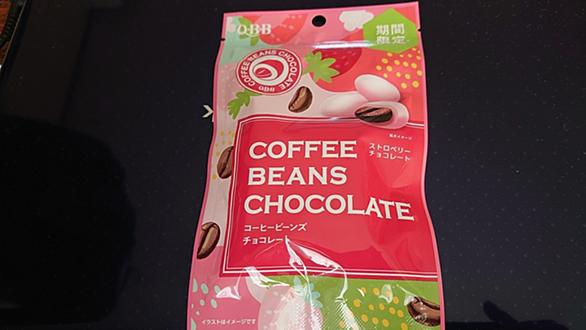 Q·B·B
期間
限定
COFFEE BEANS CHOCOLATE
QBB
ストロベリー
チョコレート
COFFEE
BEANS
CHOCOLATE
コーヒービーンズ
チョコレート
イラストはイメージです